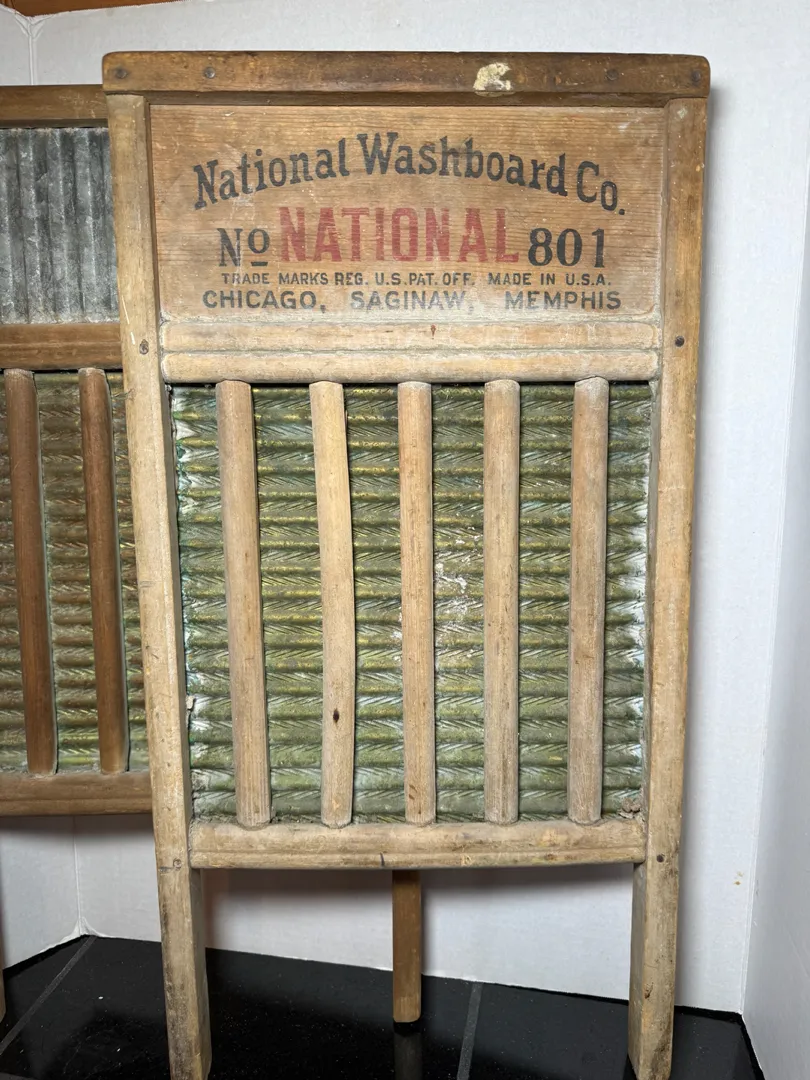 National Washboard Co.
No NATIONAL 801
TRADE MARKS REG. U.S. PAT. OFF. MADE IN U.S.A.
CHICAGO, SAGINAW, MEMPHIS